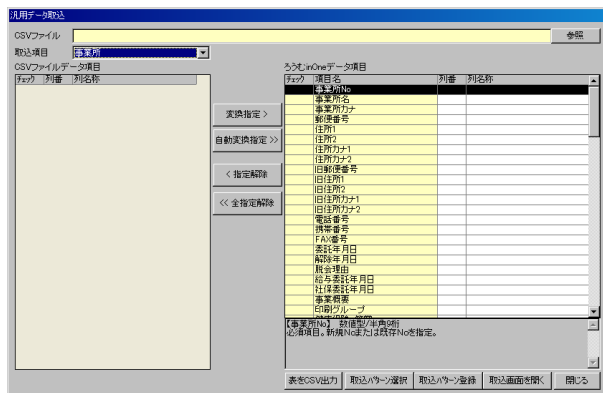 汎用データ取込
CSVファイル
参照
取込項目 事業所
CSVファイルデータ項目
チェック 列番 列名称
変換指定 >
自動変換指定 >>
< 指定解除
<< 全指定解除
ろうむinOneデータ項目
チェック 項目名 列番 列名称
事業所No
事業所名
事業所カナ
郵便番号
住所1
住所2
住所カナ1
住所カナ2
旧郵便番号
旧住所1
旧住所2
旧住所カナ1
旧住所カナ2
電話番号
携帯番号
FAX番号
委託年月日
解除年月日
脱会理由
給与委託年月日
社保委託年月日
事業概要
印刷グループ
【事業所No】 数値型/半角9桁
必須項目。新規Noまたは既存Noを指定。
表をCSV出力 取込パターン選択 取込パターン登録 取込画面を開く 閉じる